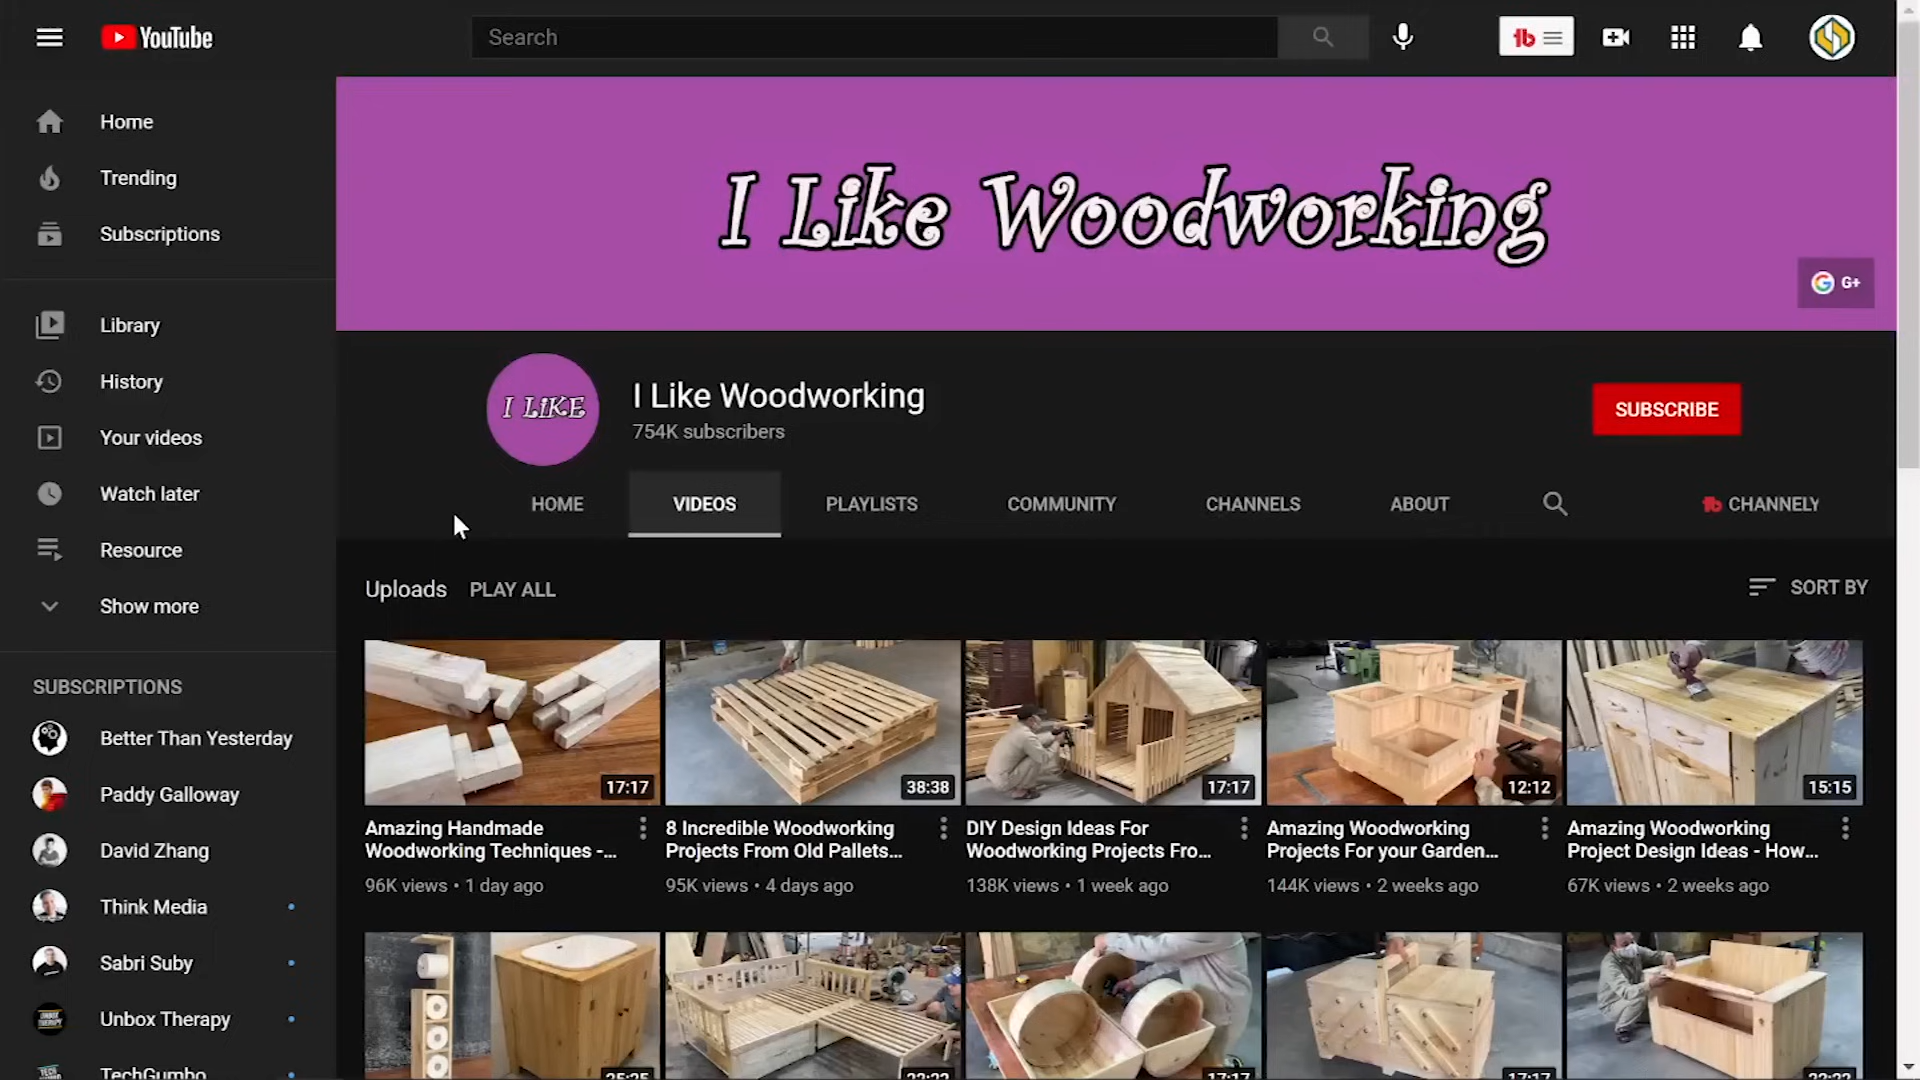 YouTube
Search
Home
Trending
Subscriptions
Library
History
Your videos
Watch later
Resource
Show more
SUBSCRIPTIONS
Better Than Yesterday
Paddy Galloway
David Zhang
Think Media
Sabri Suby
Unbox Therapy
TechGumbo
I Like Woodworking
G+
I LIKE
I Like Woodworking
754K subscribers
SUBSCRIBE
HOME
VIDEOS
PLAYLISTS
COMMUNITY
CHANNELS
ABOUT
CHANNELY
Uploads
PLAY ALL
SORT BY
17:17
Amazing Handmade
Woodworking Techniques -...
96K views • 1 day ago
38:38
8 Incredible Woodworking
Projects From Old Pallets...
95K views • 4 days ago
17:17
DIY Design Ideas For
Woodworking Projects Fro...
138K views • 1 week ago
12:12
Amazing Woodworking
Projects For your Garden...
144K views • 2 weeks ago
15:15
Amazing Woodworking
Project Design Ideas - How...
67K views • 2 weeks ago